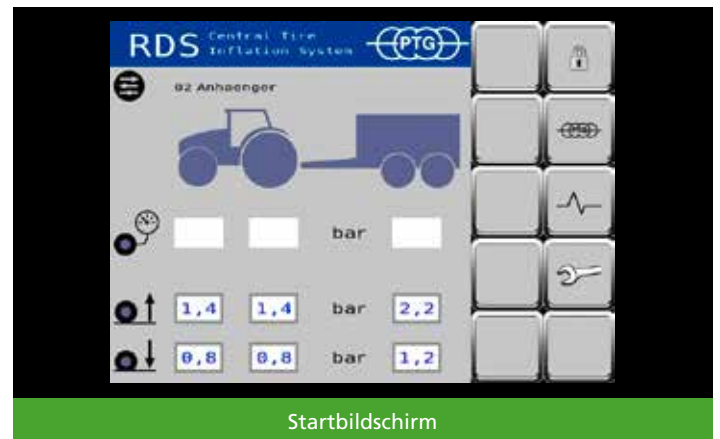 RDS Central Tire
Inflation System PTG
02 Anhaenger
PTG
bar
1,4 1,4 bar 2,2
0,8 0,8 bar 1,2
Startbildschirm